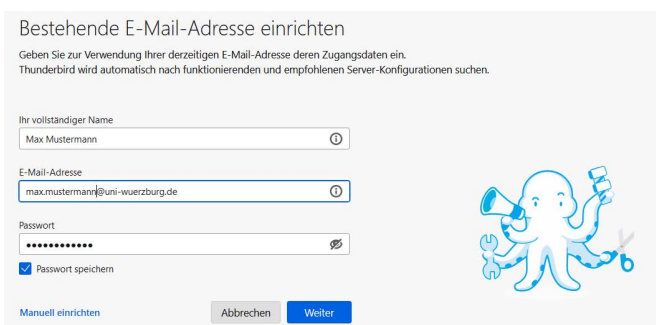 Bestehende E-Mail-Adresse einrichten
Geben Sie zur Verwendung Ihrer derzeitigen E-Mail-Adresse deren Zugangsdaten ein.
Thunderbird wird automatisch nach funktionierenden und empfohlenen Server-Konfigurationen suchen.
Ihr vollständiger Name
Max Mustermann
E-Mail-Adresse
max.mustermann@uni-wuerzburg.de
Passwort
••••••••••••
Passwort speichern
Manuell einrichten Abbrechen Weiter